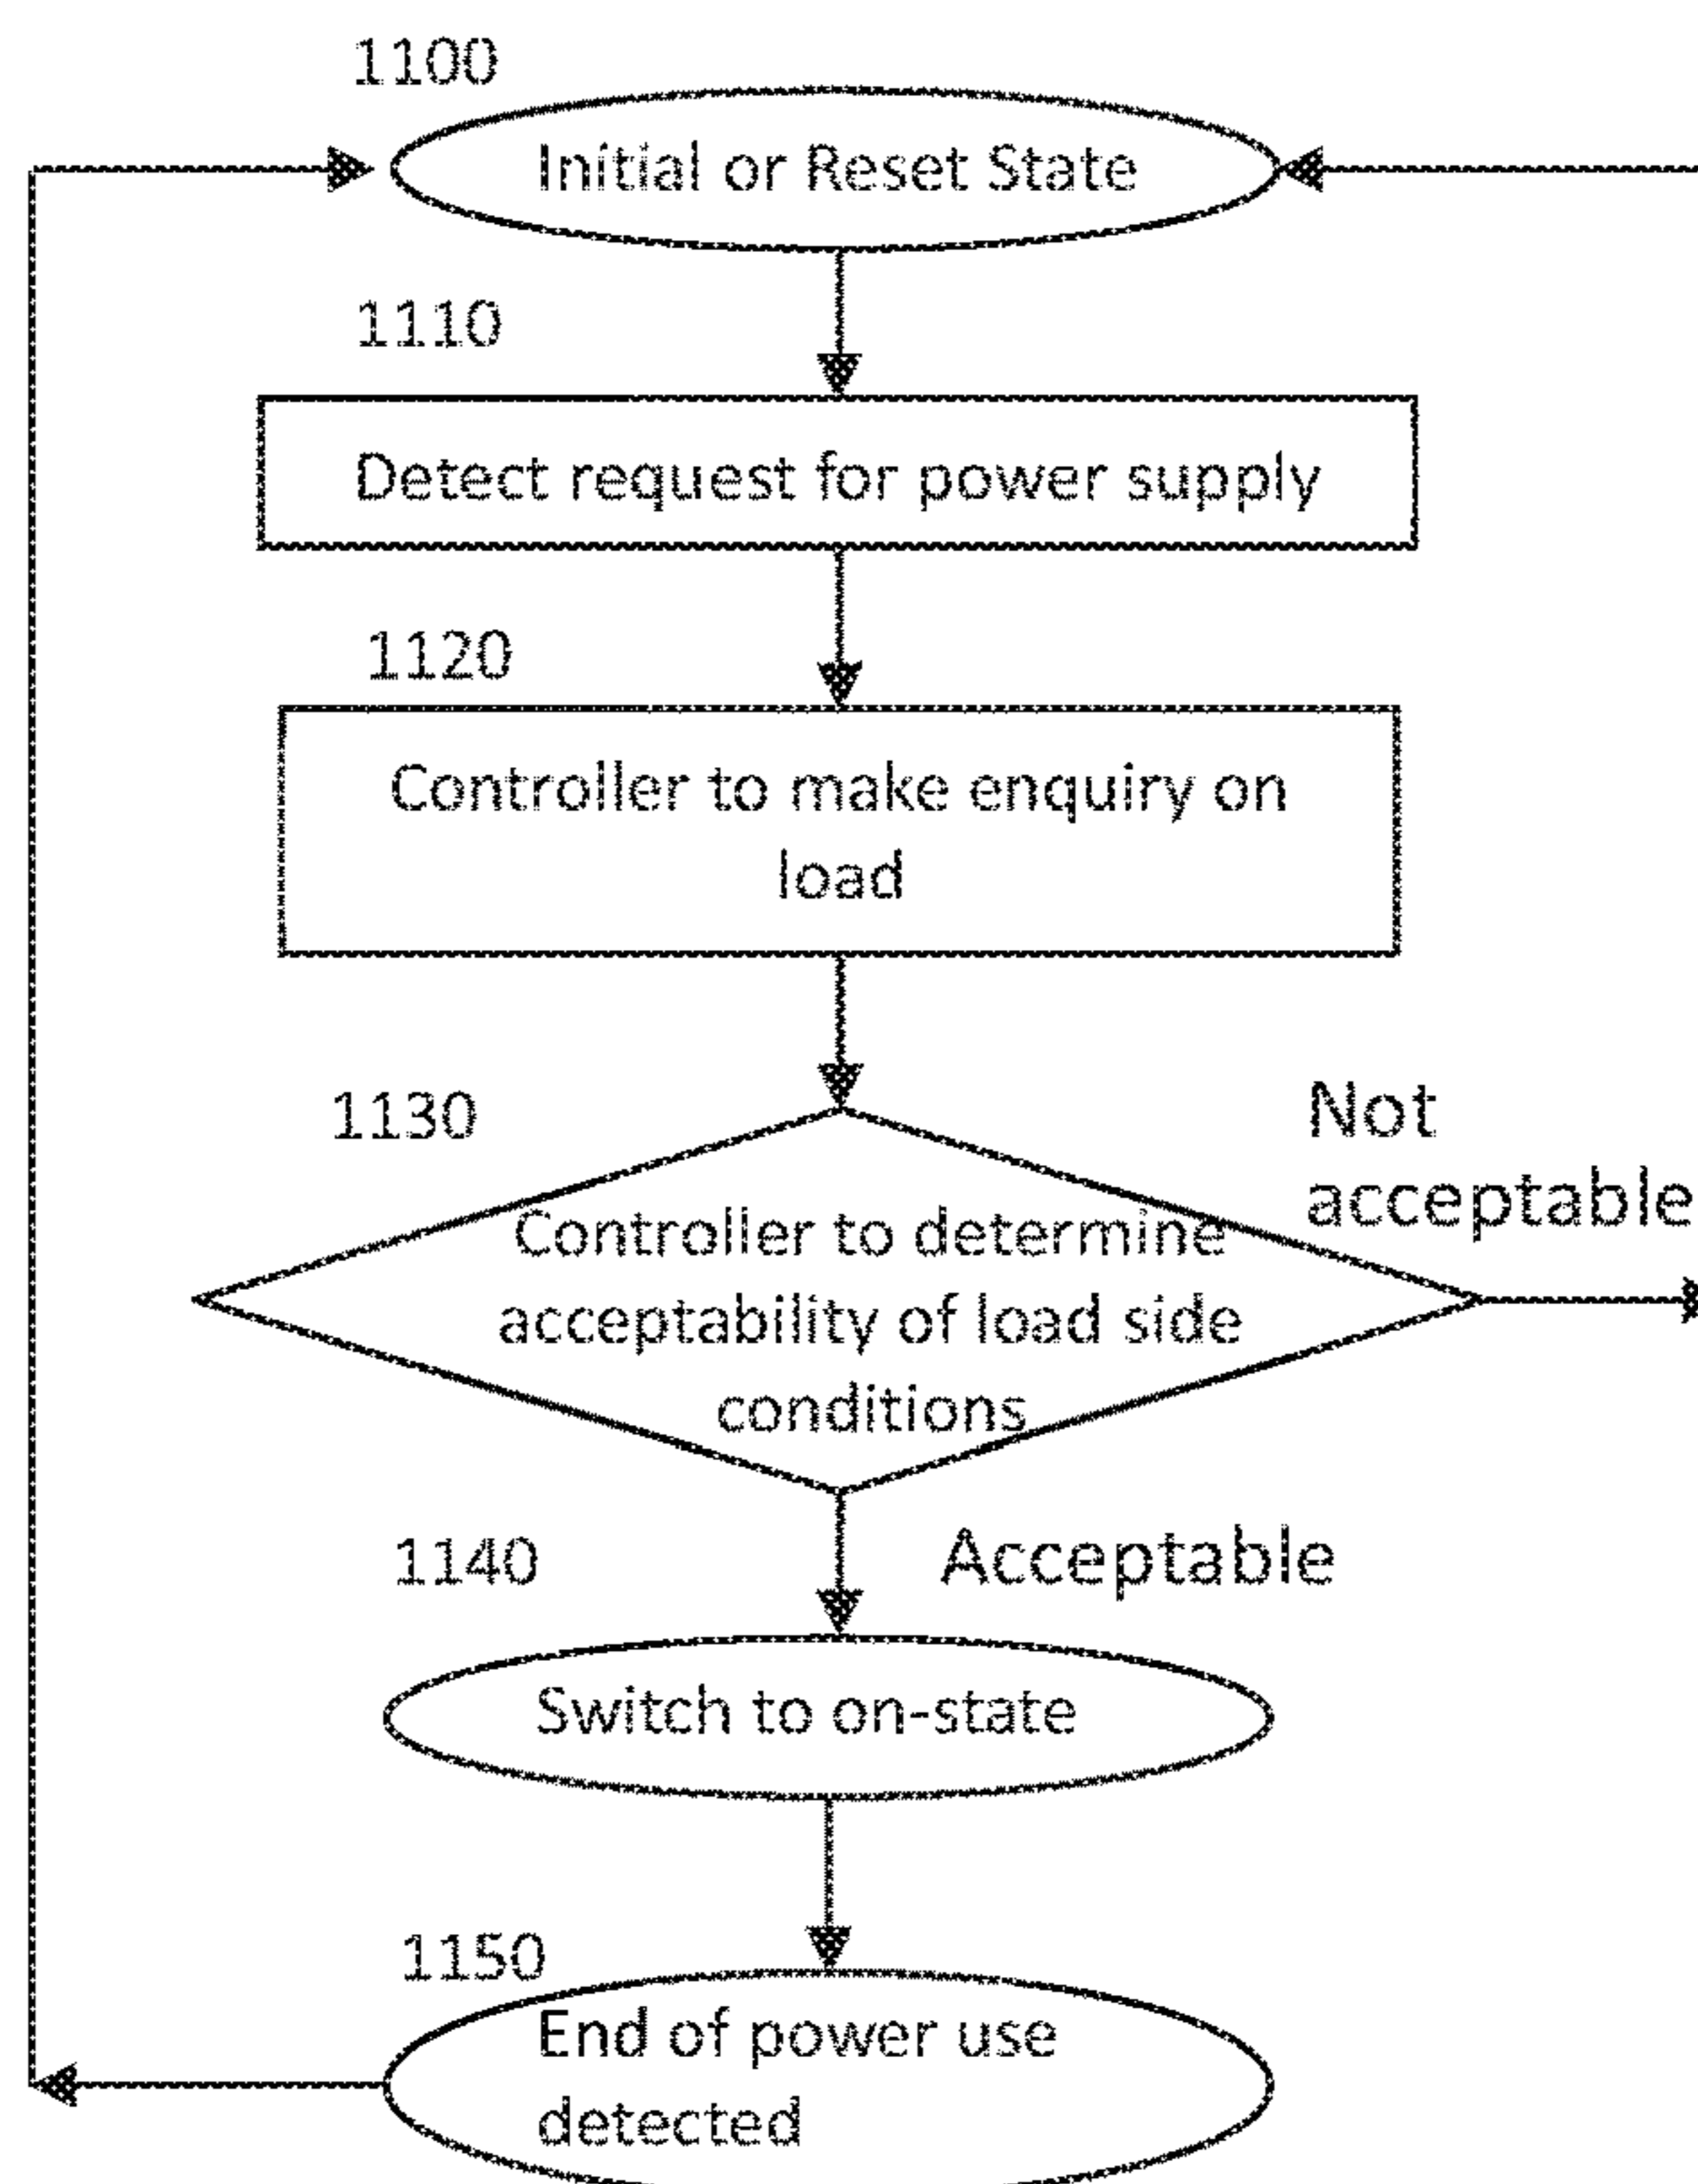 1100
Initial or Reset State
1110
Detect request for power supply
1120
Controller to make enquiry on
load
1130
Not
acceptable
Controller to determine
acceptability of load side
conditions
1140
Acceptable
Switch to on-state
1150
End of power use
detected